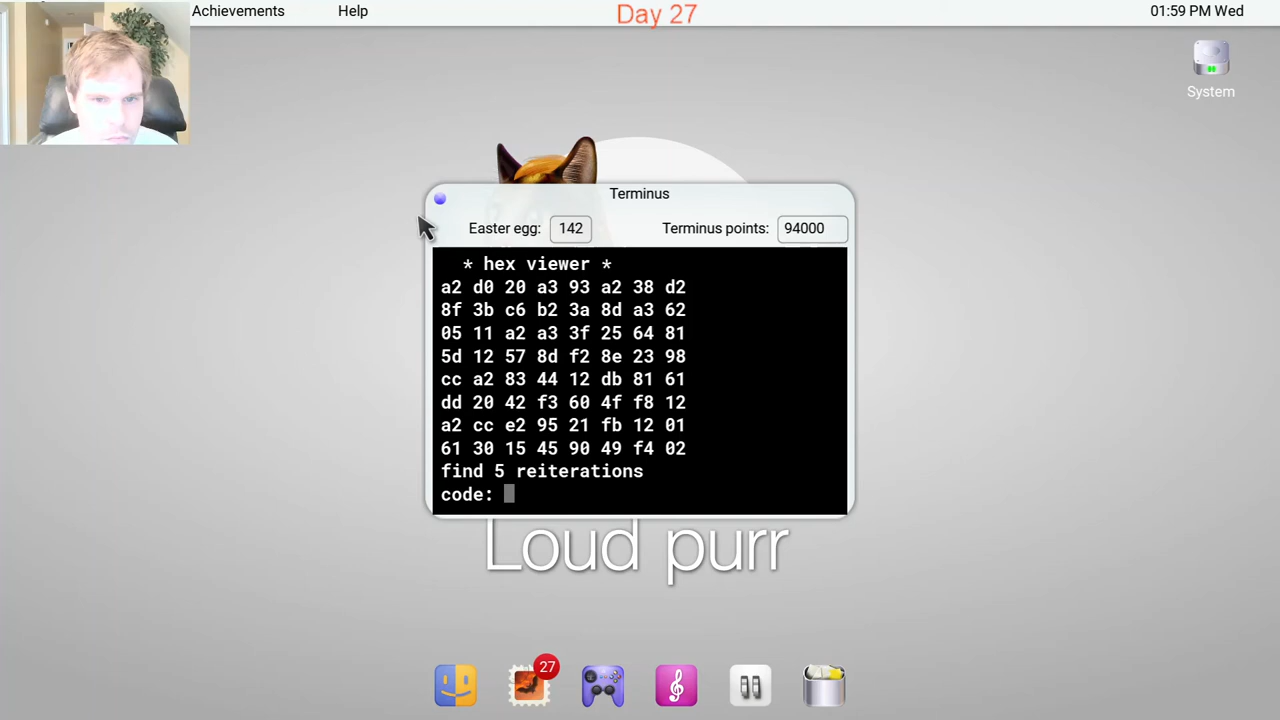 Achievements Help Day 27 01:59 PM Wed
System
Terminus
Easter egg: 142 Terminus points: 94000
* hex viewer *
a2 d0 20 a3 93 a2 38 d2
8f 3b c6 b2 3a 8d a3 62
05 11 a2 a3 3f 25 64 81
5d 12 57 8d f2 8e 23 98
cc a2 83 44 12 db 81 61
dd 20 42 f3 60 4f f8 12
a2 cc e2 95 21 fb 12 01
61 30 15 45 90 49 f4 02
find 5 reiterations
code:
Loud purr
27